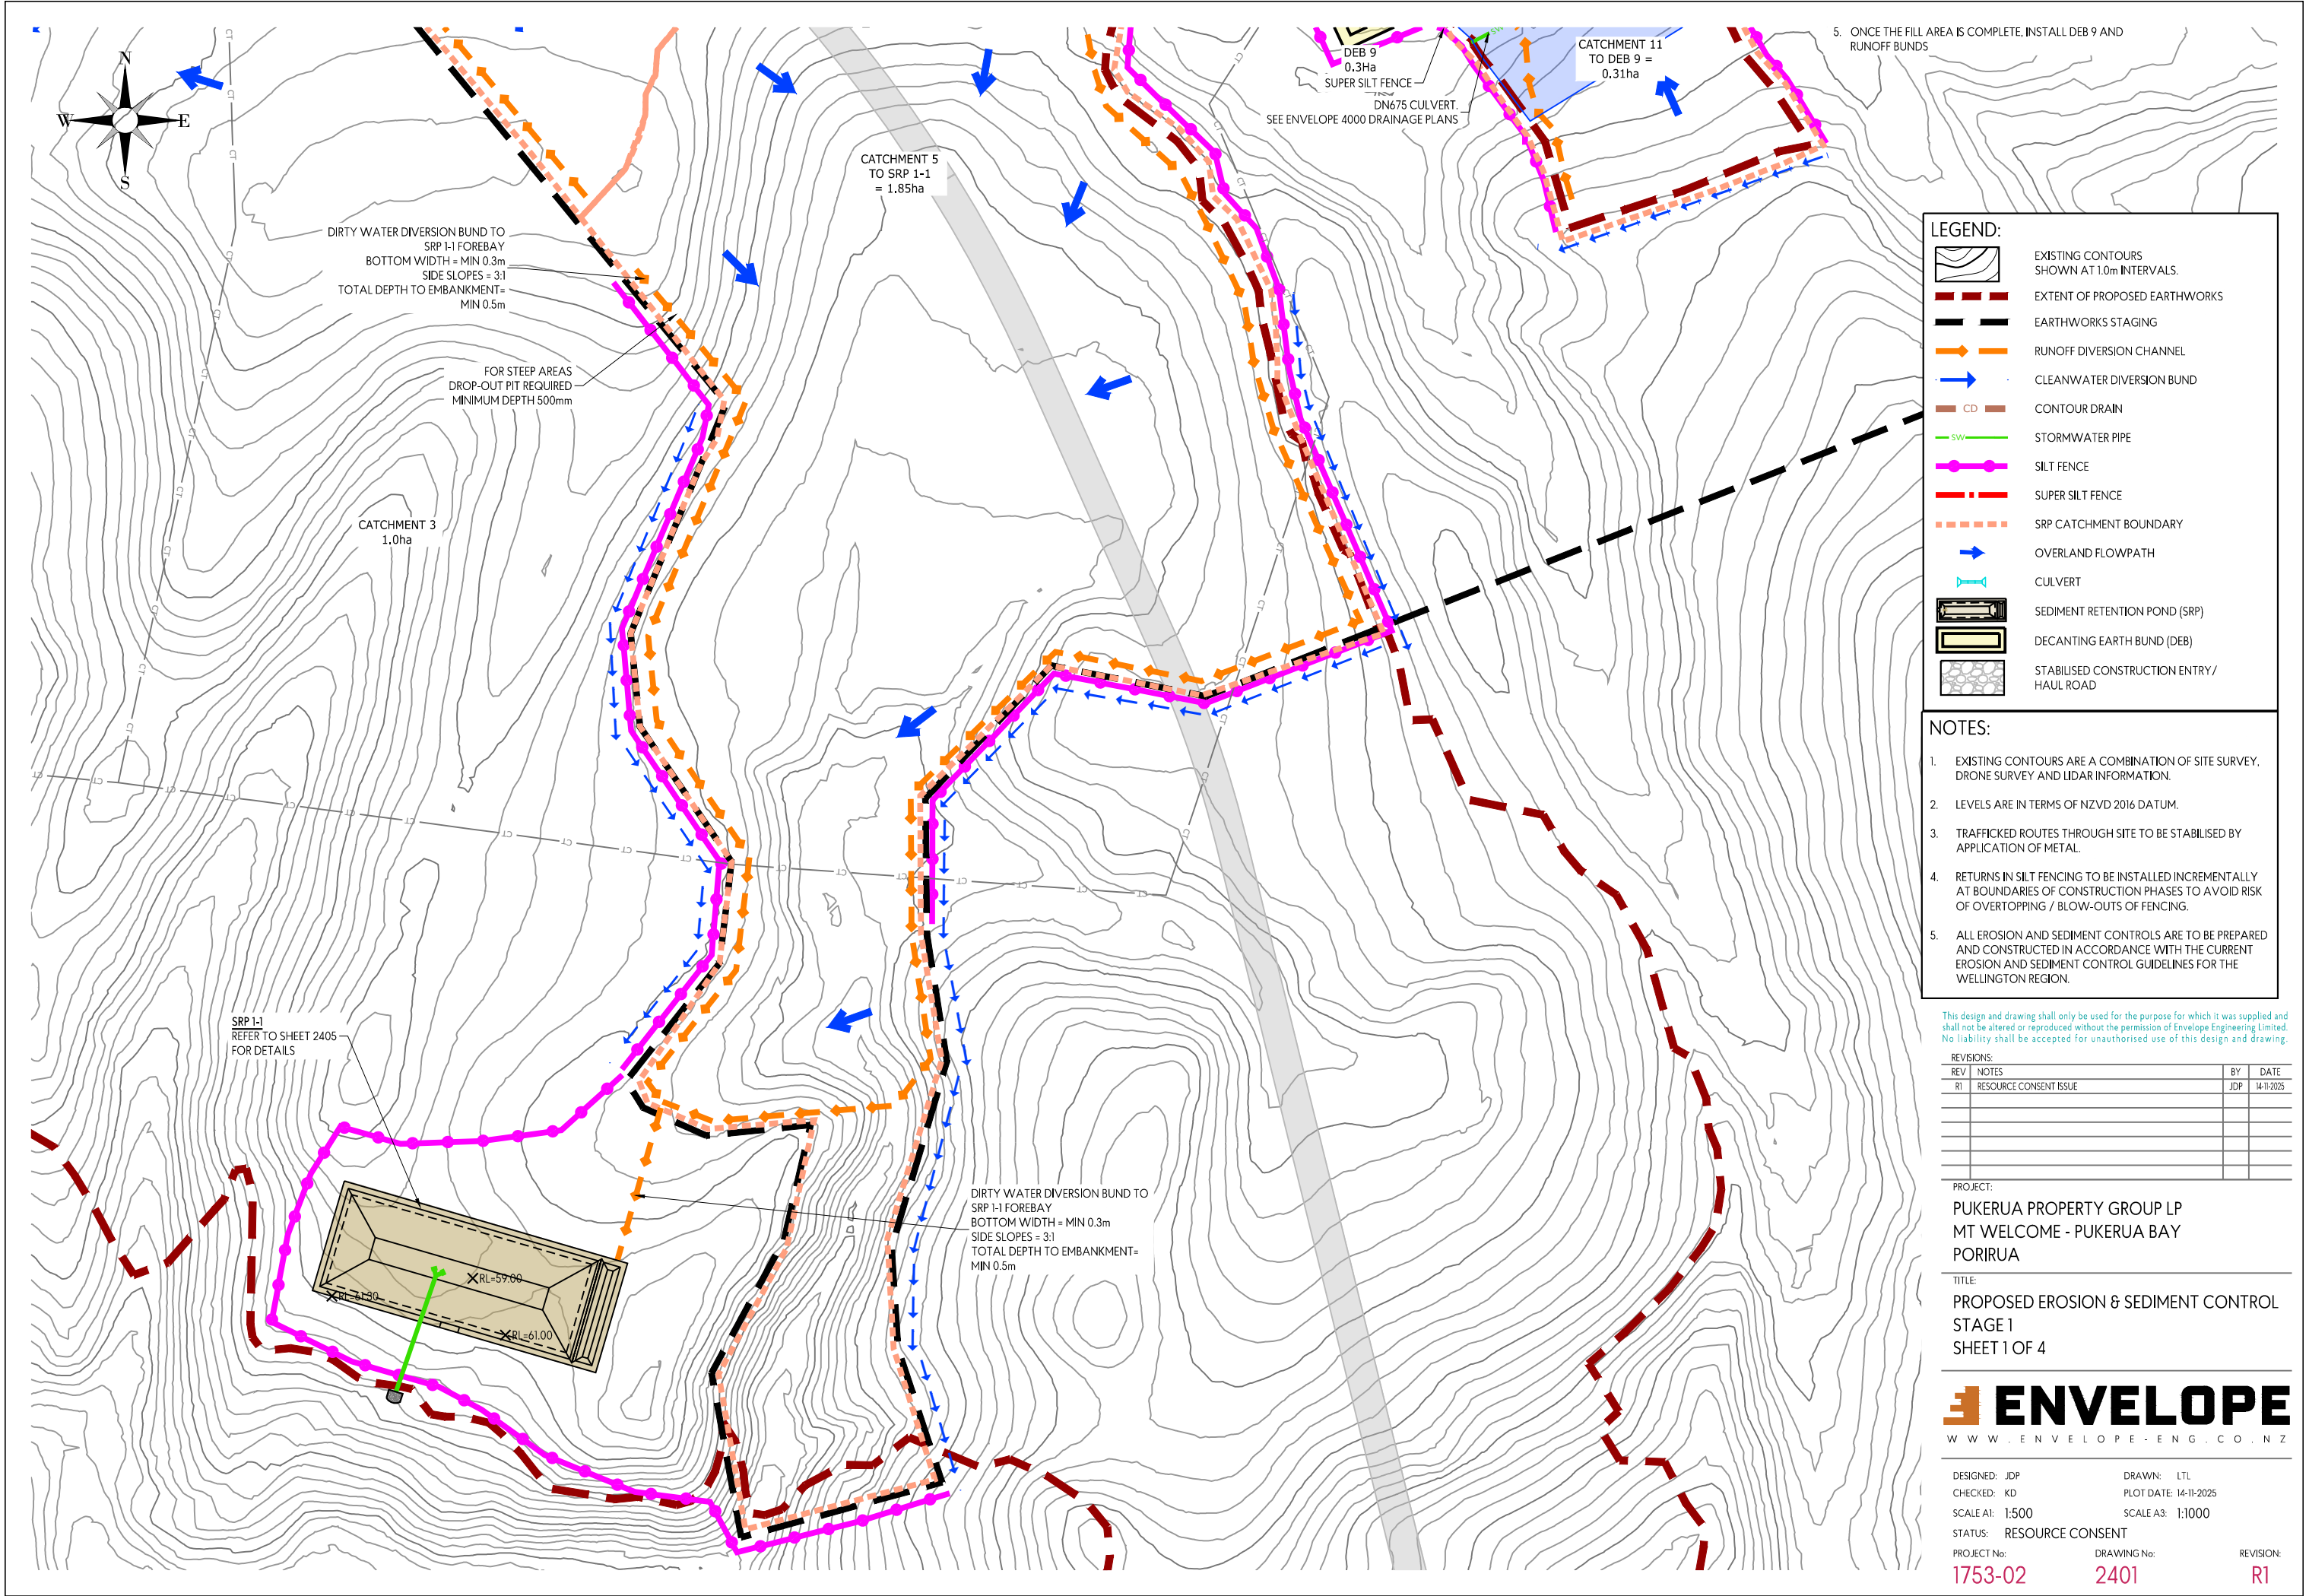 N
W
E
S
5. ONCE THE FILL AREA IS COMPLETE, INSTALL DEB 9 AND
RUNOFF BUNDS
DEB 9
0.3Ha
SUPER SILT FENCE
CATCHMENT 11
TO DEB 9 =
0.31ha
DN675 CULVERT.
SEE ENVELOPE 4000 DRAINAGE PLANS
SW
CATCHMENT 5
TO SRP 1-1
= 1.85ha
DIRTY WATER DIVERSION BUND TO
SRP 1-1 FOREBAY
BOTTOM WIDTH = MIN 0.3m
SIDE SLOPES = 3:1
TOTAL DEPTH TO EMBANKMENT=
MIN 0.5m
FOR STEEP AREAS
DROP-OUT PIT REQUIRED
MINIMUM DEPTH 500mm
CATCHMENT 3
1.0ha
SRP 1-1
REFER TO SHEET 2405
FOR DETAILS
DIRTY WATER DIVERSION BUND TO
SRP 1-1 FOREBAY
BOTTOM WIDTH = MIN 0.3m
SIDE SLOPES = 3:1
TOTAL DEPTH TO EMBANKMENT=
MIN 0.5m
RL=59.00
RL=61.30
RL=61.00
LEGEND:
EXISTING CONTOURS
SHOWN AT 1.0m INTERVALS.
EXTENT OF PROPOSED EARTHWORKS
EARTHWORKS STAGING
RUNOFF DIVERSION CHANNEL
CLEANWATER DIVERSION BUND
CD CONTOUR DRAIN
SW STORMWATER PIPE
SILT FENCE
SUPER SILT FENCE
SRP CATCHMENT BOUNDARY
OVERLAND FLOWPATH
CULVERT
SEDIMENT RETENTION POND (SRP)
DECANTING EARTH BUND (DEB)
STABILISED CONSTRUCTION ENTRY/
HAUL ROAD
NOTES:
1. EXISTING CONTOURS ARE A COMBINATION OF SITE SURVEY,
DRONE SURVEY AND LIDAR INFORMATION.
2. LEVELS ARE IN TERMS OF NZVD 2016 DATUM.
3. TRAFFICKED ROUTES THROUGH SITE TO BE STABILISED BY
APPLICATION OF METAL.
4. RETURNS IN SILT FENCING TO BE INSTALLED INCREMENTALLY
AT BOUNDARIES OF CONSTRUCTION PHASES TO AVOID RISK
OF OVERTOPPING / BLOW-OUTS OF FENCING.
5. ALL EROSION AND SEDIMENT CONTROLS ARE TO BE PREPARED
AND CONSTRUCTED IN ACCORDANCE WITH THE CURRENT
EROSION AND SEDIMENT CONTROL GUIDELINES FOR THE
WELLINGTON REGION.
This design and drawing shall only be used for the purpose for which it was supplied and
shall not be altered or reproduced without the permission of Envelope Engineering Limited.
No liability shall be accepted for unauthorised use of this design and drawing.
REVISIONS:
REV NOTES BY DATE
R1 RESOURCE CONSENT ISSUE JDP 14-11-2025
PROJECT:
PUKERUA PROPERTY GROUP LP
MT WELCOME - PUKERUA BAY
PORIRUA
TITLE:
PROPOSED EROSION & SEDIMENT CONTROL
STAGE 1
SHEET 1 OF 4
ENVELOPE
WWW.ENVELOPE-ENG.CO.NZ
DESIGNED: JDP DRAWN: LTL
CHECKED: KD PLOT DATE: 14-11-2025
SCALE A1: 1:500 SCALE A3: 1:1000
STATUS: RESOURCE CONSENT
PROJECT No: DRAWING No: REVISION:
1753-02 2401 R1